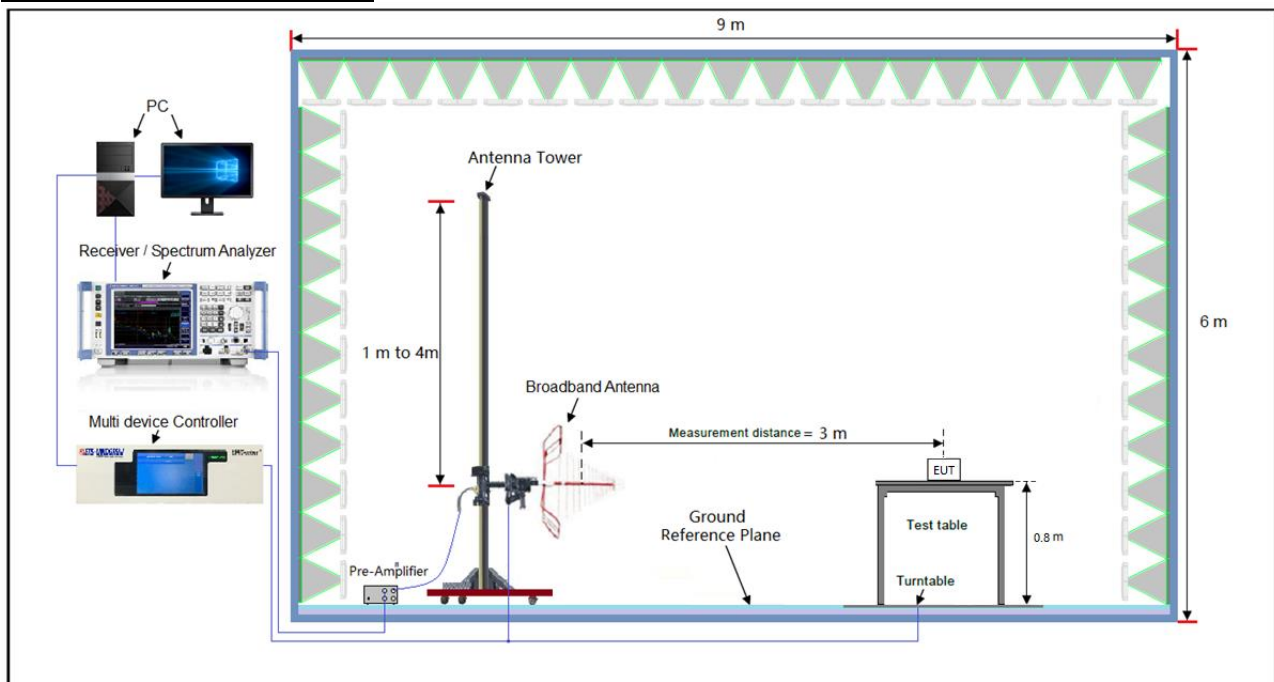 9 m
PC
Antenna Tower
Receiver / Spectrum Analyzer
6 m
1 m to 4m
Broadband Antenna
Multi device Controller
Measurement distance = 3 m
EUT
Ground
Reference Plane
Test table
0.8 m
Pre-Amplifier
Turntable